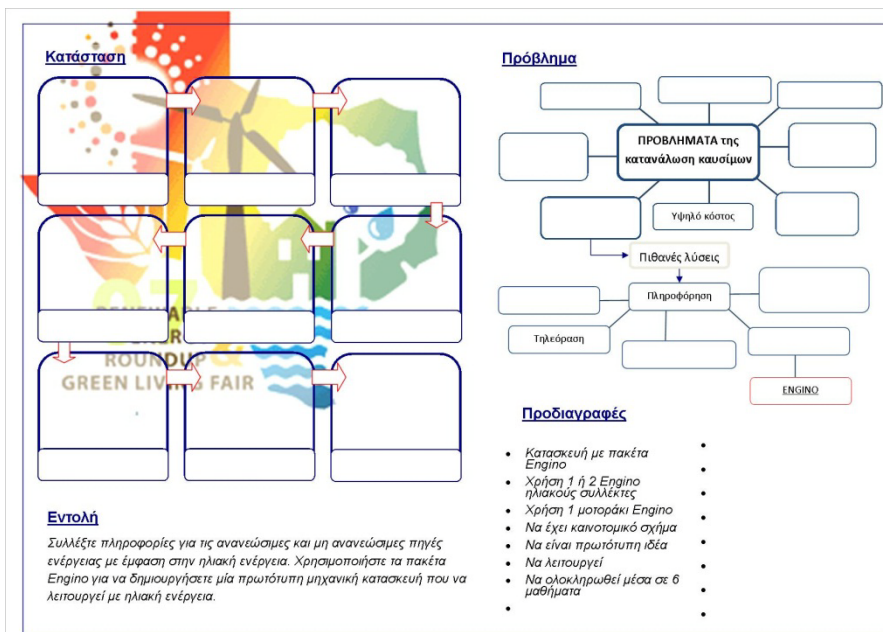 Κατάσταση
ROUNDUP
GREEN LIVING FAIR
Εντολή
Συλλέξτε πληροφορίες για τις ανανεώσιμες και μη ανανεώσιμες πηγές
ενέργειας με έμφαση στην ηλιακή ενέργεια. Χρησιμοποιήστε τα πακέτα
Engino για να δημιουργήσετε μία πρωτότυπη μηχανική κατασκευή που να
λειτουργεί με ηλιακή ενέργεια.
Πρόβλημα
ΠΡΟΒΛΗΜΑΤΑ της
κατανάλωση καυσίμων
Υψηλό κόστος
Πιθανές λύσεις
Πληροφόρηση
Τηλεόραση
ENGINO
Προδιαγραφές
• Κατασκευή με πακέτα
Engino
• Χρήση 1 ή 2 Engino
ηλιακούς συλλέκτες
• Χρήση 1 μοτοράκι Engino
• Να έχει καινοτομικό σχήμα
• Να είναι πρωτότυπη ιδέα
• Να λειτουργεί
• Να ολοκληρωθεί μέσα σε 6
μαθήματα